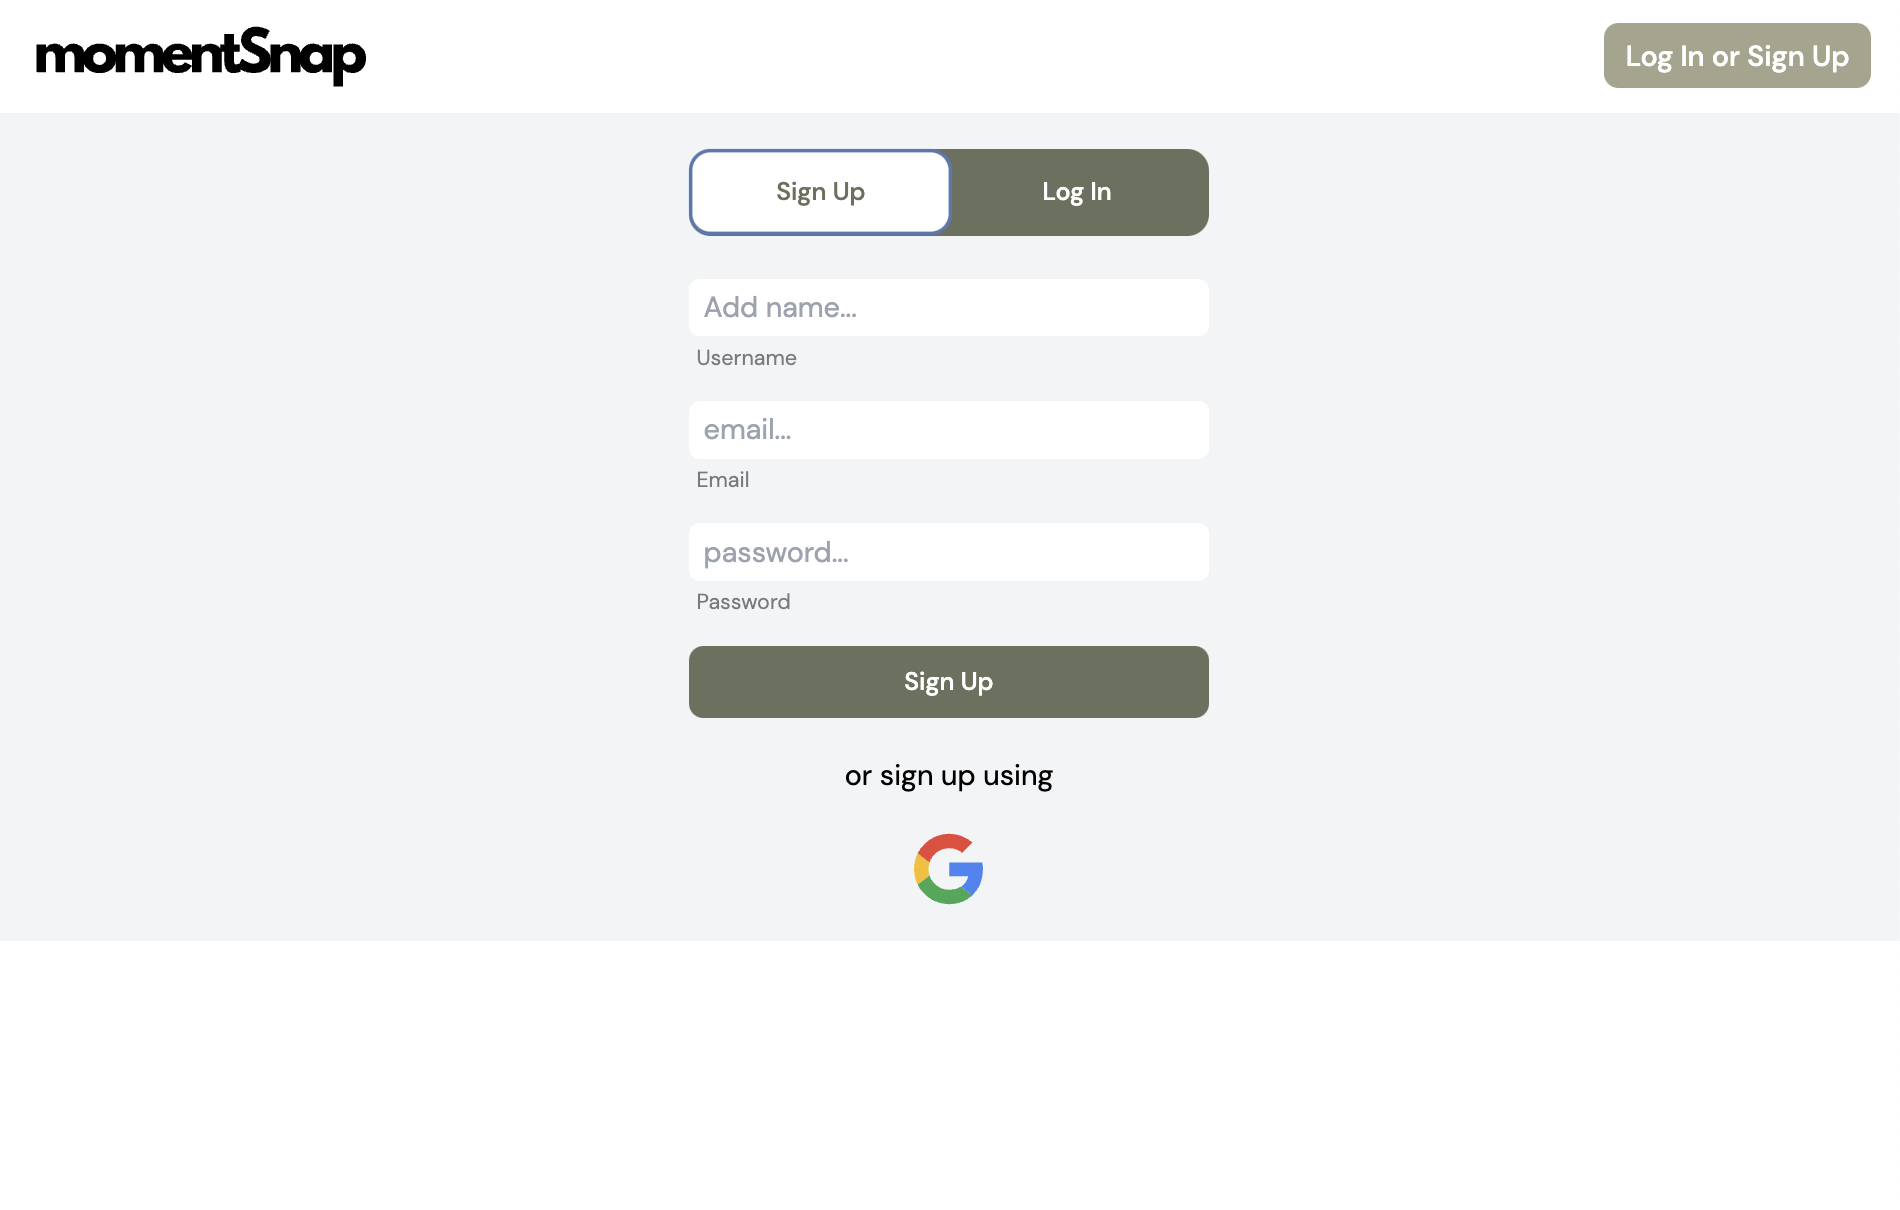 momentSnap
Log In or Sign Up
Sign Up
Log In
Add name...
Username
email...
Email
password...
Password
Sign Up
or sign up using